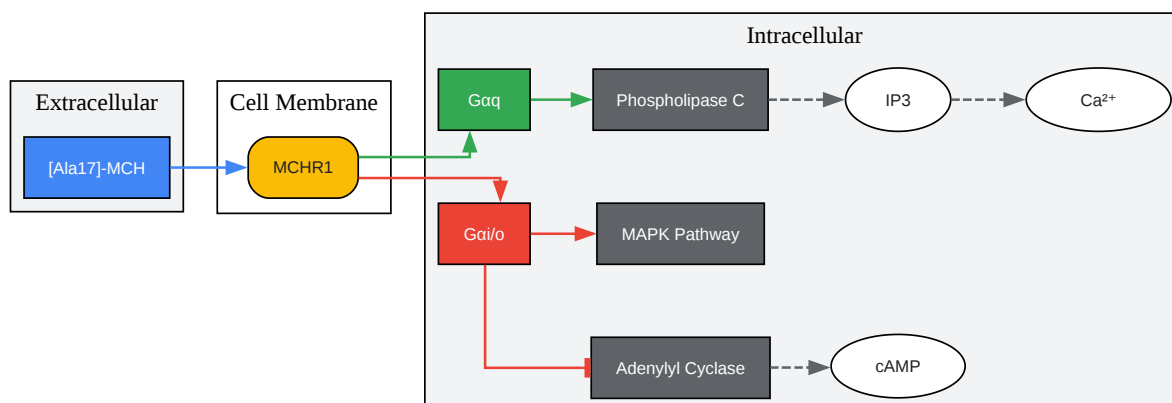 Extracellular
[Ala17]-MCH
Cell Membrane
MCHR1
Intracellular
Gαq
Phospholipase C
IP3
Ca²⁺
Gαi/o
MAPK Pathway
Adenylyl Cyclase
cAMP